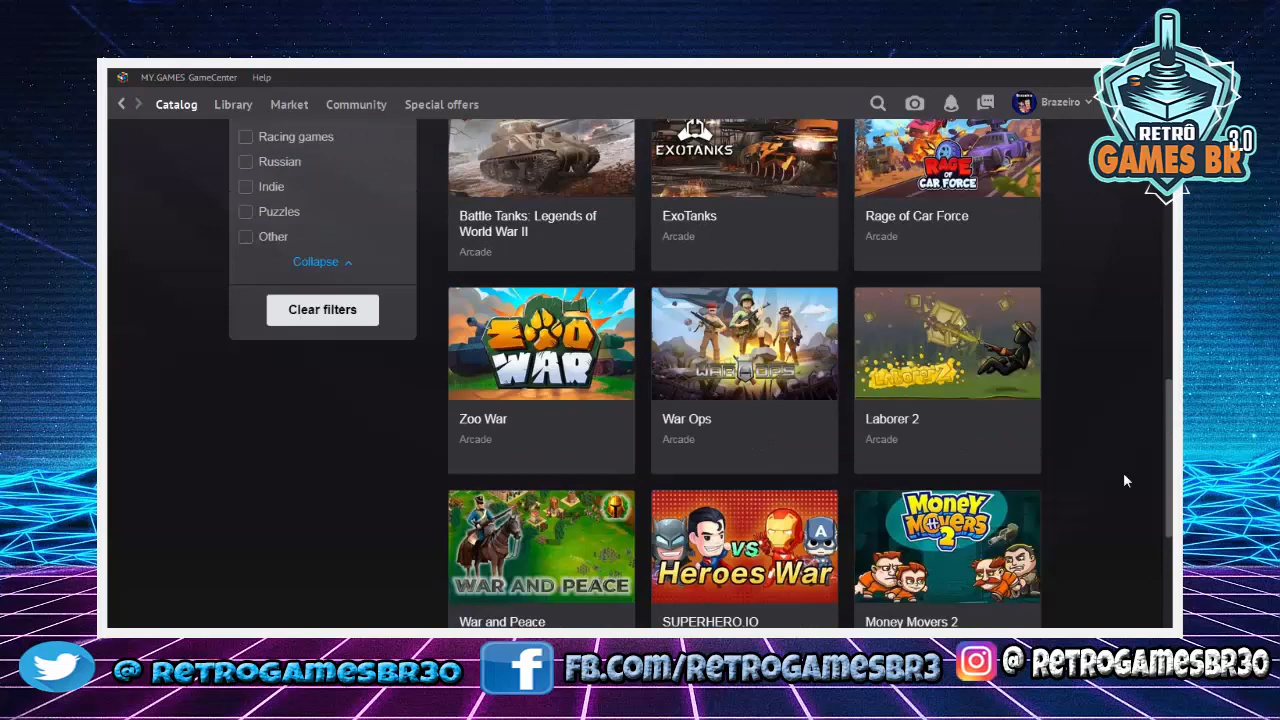 MY.GAMES GameCenter Help
Catalog Library Market Community Special offers
Brazeiro
RETRÔ
GAMES BR
3.0
Racing games
Russian
Indie
Puzzles
Other
Collapse
Clear filters
EXOTANKS
RAGE OF
CAR FORCE
Battle Tanks: Legends of
World War II
Arcade
ExoTanks
Arcade
Rage of Car Force
Arcade
ZOO
WAR
WAR OPS
LABORER 2
Zoo War
Arcade
War Ops
Arcade
Laborer 2
Arcade
WAR AND PEACE
VS
Heroes War
A
MONEY
MOVERS
2
War and Peace
SUPERHERO.IO
Money Movers 2
@ RETROGAMESBR30
f
FB.COM/RETROGAMESBR3
@ RETROGAMESBR30